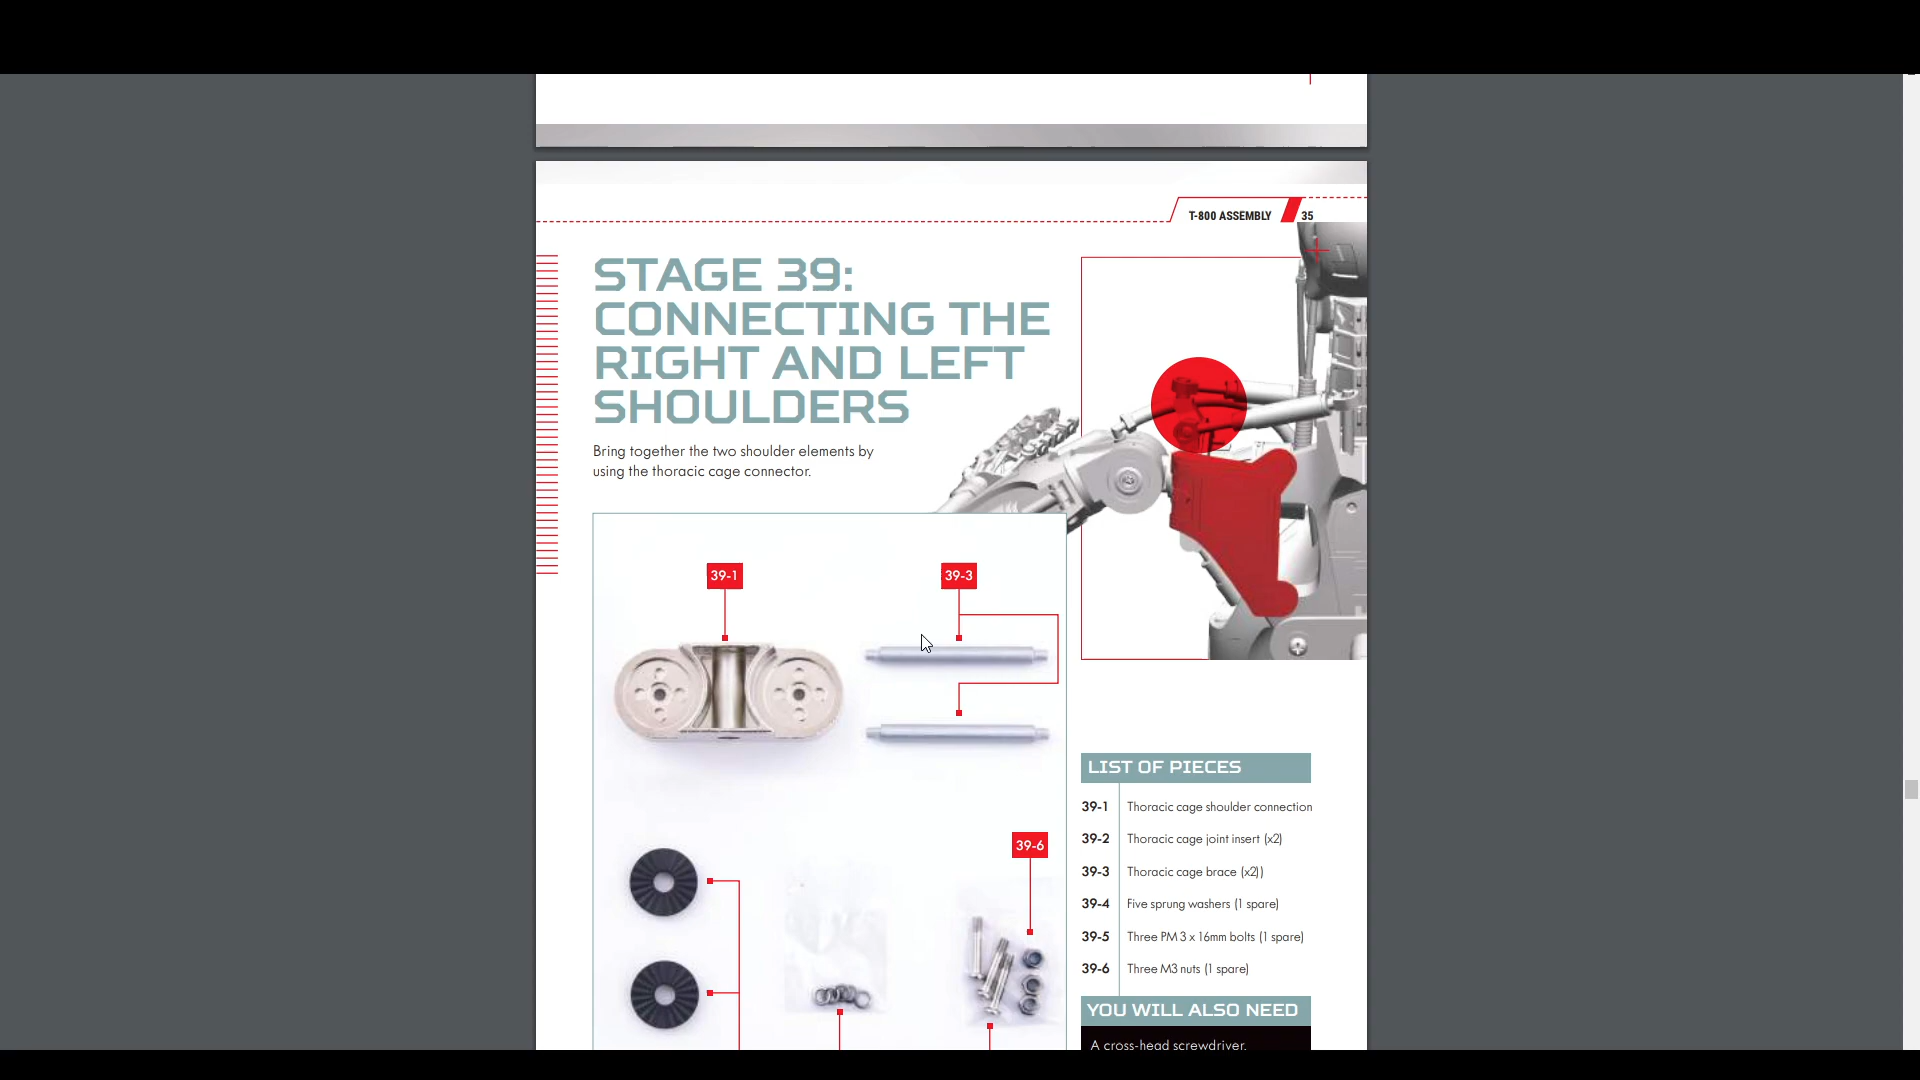 T-800 ASSEMBLY 35
STAGE 39:
CONNECTING THE
RIGHT AND LEFT
SHOULDERS
Bring together the two shoulder elements by
using the thoracic cage connector.
39-1
39-3
39-6
LIST OF PIECES
39-1 Thoracic cage shoulder connection
39-2 Thoracic cage joint insert (x2)
39-3 Thoracic cage brace (x2))
39-4 Five sprung washers (1 spare)
39-5 Three PM 3 x 16mm bolts (1 spare)
39-6 Three M3 nuts (1 spare)
YOU WILL ALSO NEED
A cross-head screwdriver.